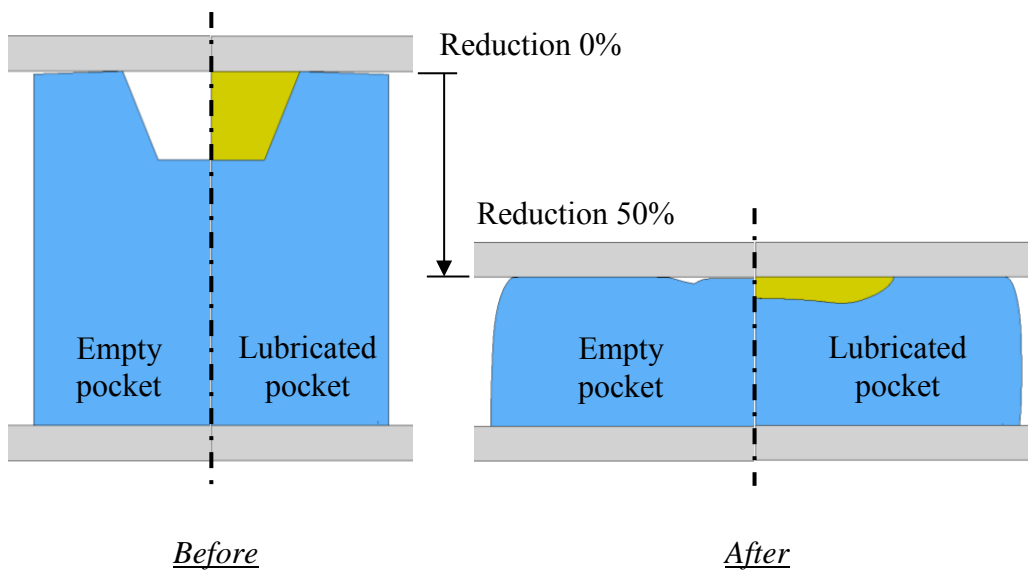 Reduction 0%
Reduction 50%
Empty
pocket
Lubricated
pocket
Empty
pocket
Lubricated
pocket
Before
After